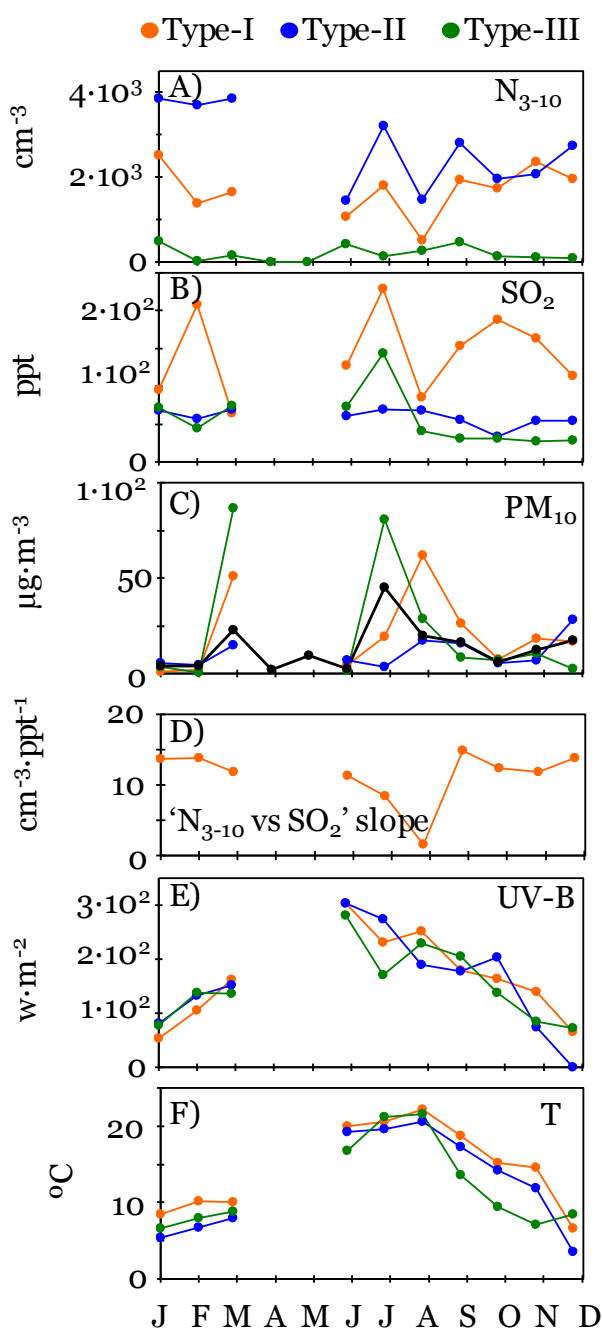 Type-I Type-II Type-III
A) N₃₋₁₀
4·10³
2·10³
0
cm⁻³
B) SO₂
2·10²
1·10²
0
ppt
C) PM₁₀
1·10²
50
0
µg·m⁻³
D)
20
10
0
cm⁻³·ppt⁻¹
‘N₃₋₁₀ vs SO₂’ slope
E) UV-B
3·10²
2·10²
1·10²
0
w·m⁻²
F) T
20
10
0
ºC
J F M A M J J A S O N D